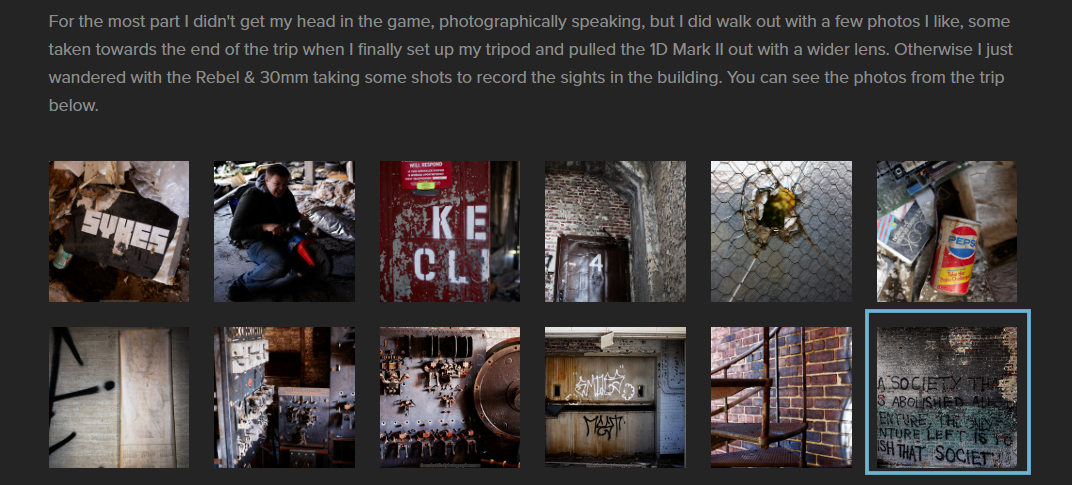 For the most part I didn't get my head in the game, photographically speaking, but I did walk out with a few photos I like, some
taken towards the end of the trip when I finally set up my tripod and pulled the 1D Mark II out with a wider lens. Otherwise I just
wandered with the Rebel & 30mm taking some shots to record the sights in the building. You can see the photos from the trip
below.
SYKES
WILL RESPOND
KE
CL
7 4
PEPSI
A SOCIETY THA
S ABOLISHED ALL
ENTURE, THE ONLY
NTURE LEFT IS TO
SH THAT SOCIET